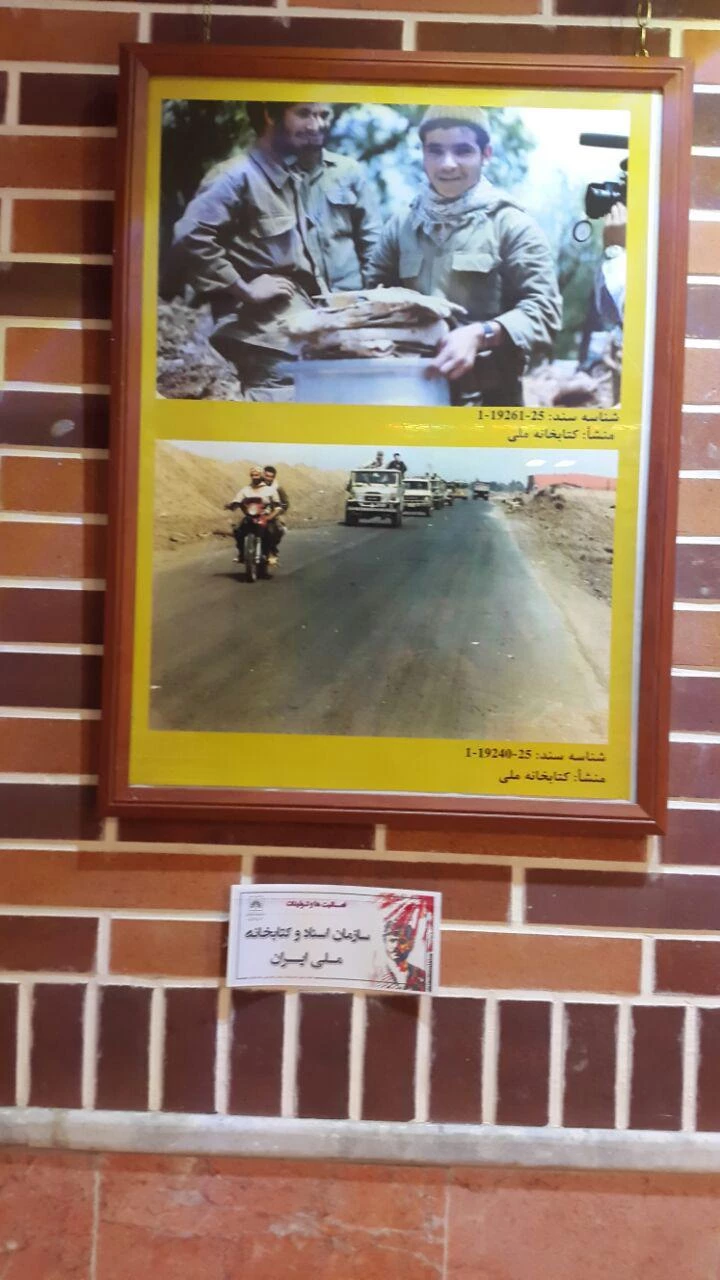 شناسه سند: 25-19261-1
منشأ: کتابخانه ملی
شناسه سند: 25-19240-1
منشأ: کتابخانه ملی
سازمان اسناد و کتابخانه
ملی ایران